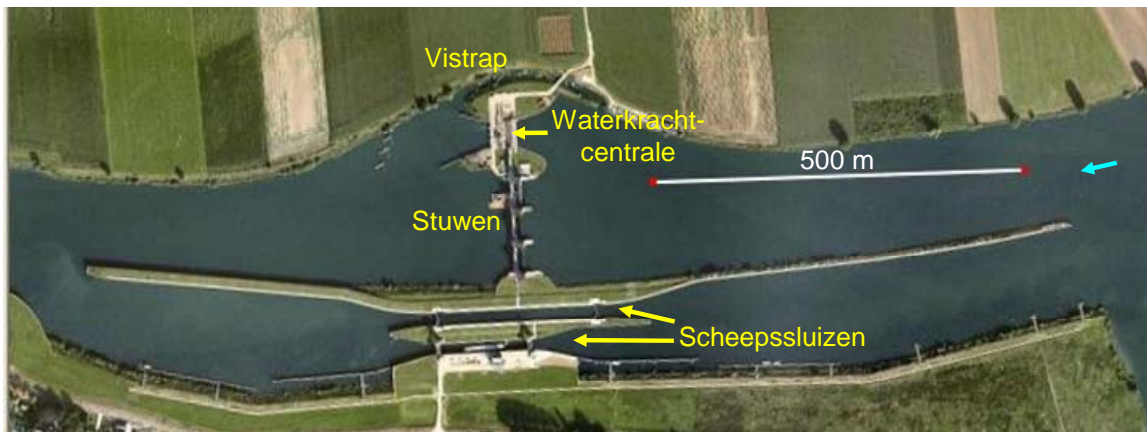 Vistrap
Waterkracht-
centrale
500 m
Stuwen
Scheepssluizen